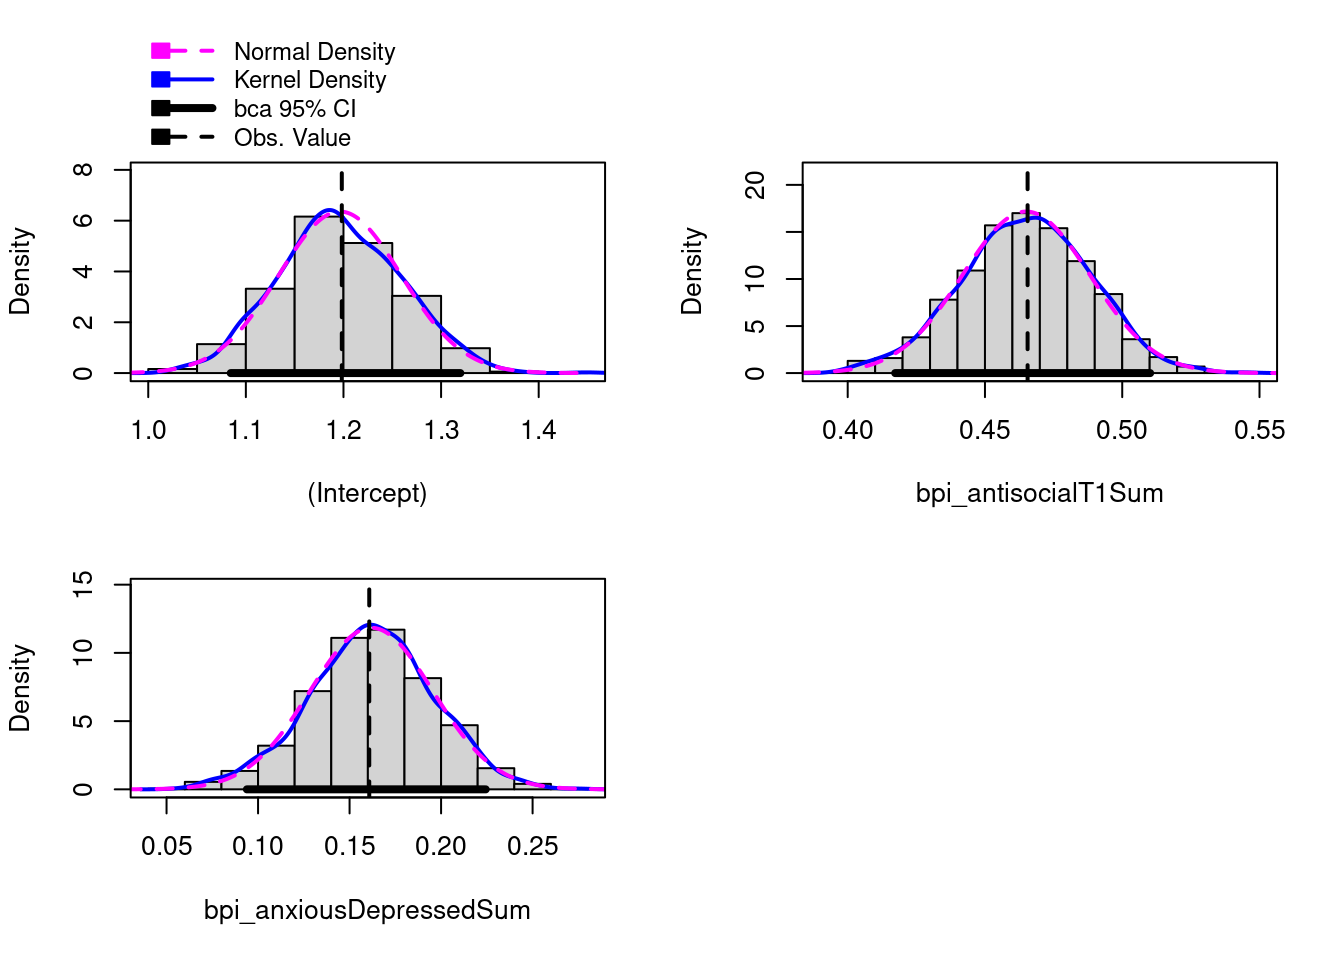 Normal Density
Kernel Density
bca 95% CI
Obs. Value
Density
0 2 4 6 8
1.0 1.1 1.2 1.3 1.4
(Intercept)
Density
0 5 10 20
0.40 0.45 0.50 0.55
bpi_antisocialT1Sum
Density
0 5 10 15
0.05 0.10 0.15 0.20 0.25
bpi_anxiousDepressedSum